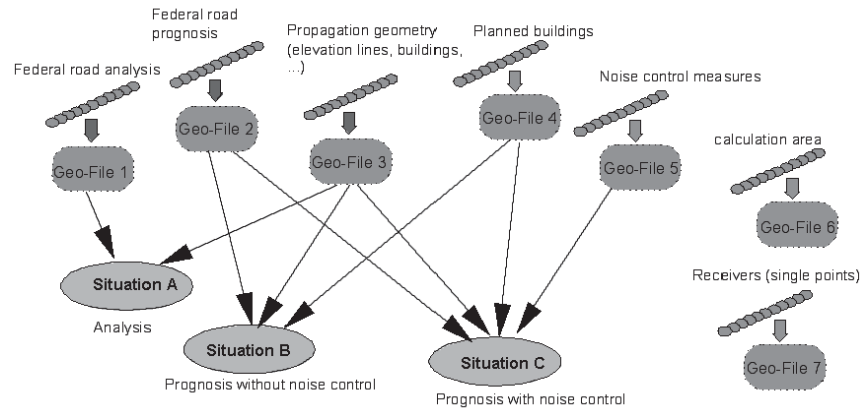 Federal road
prognosis
Propagation geometry
(elevation lines, buildings,
...)
Planned buildings
Federal road analysis
Noise control measures
calculation area
Geo-File 1
Geo-File 2
Geo-File 3
Geo-File 4
Geo-File 5
Geo-File 6
Receivers (single points)
Geo-File 7
Situation A
Analysis
Situation B
Prognosis without noise control
Situation C
Prognosis with noise control